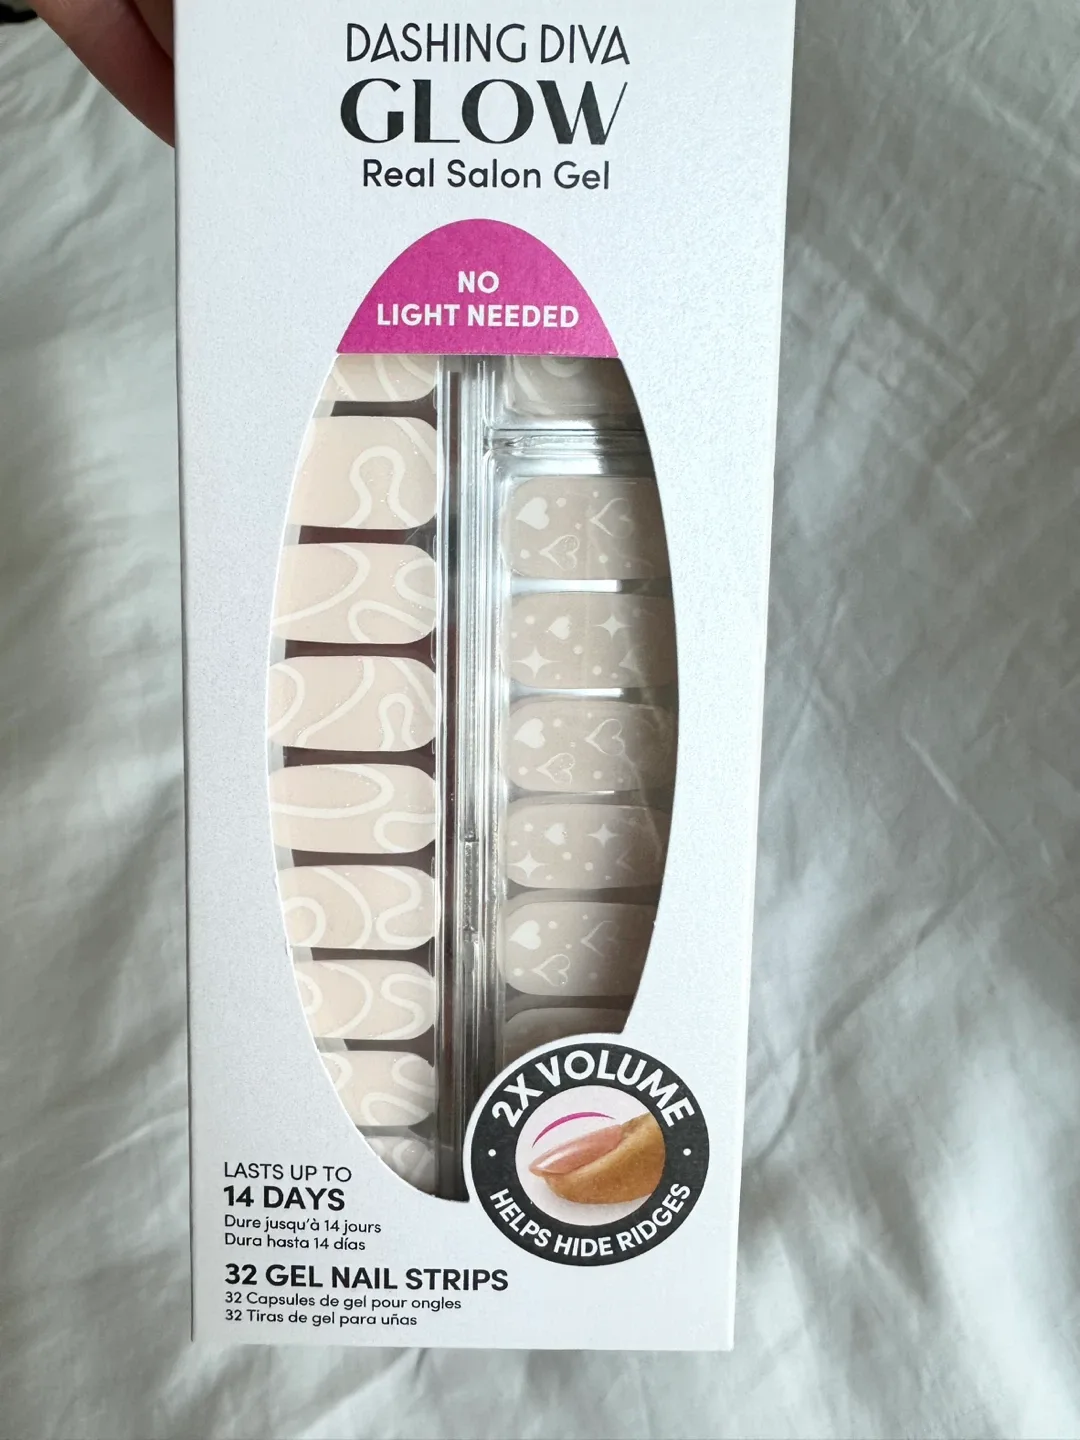 DASHING DIVA
GLOW
Real Salon Gel
NO
LIGHT NEEDED
2X VOLUME
HELPS HIDE RIDGES
LASTS UP TO
14 DAYS
Dure jusqu'à 14 jours
Dura hasta 14 días
32 GEL NAIL STRIPS
32 Capsules de gel pour ongles
32 Tiras de gel para uñas